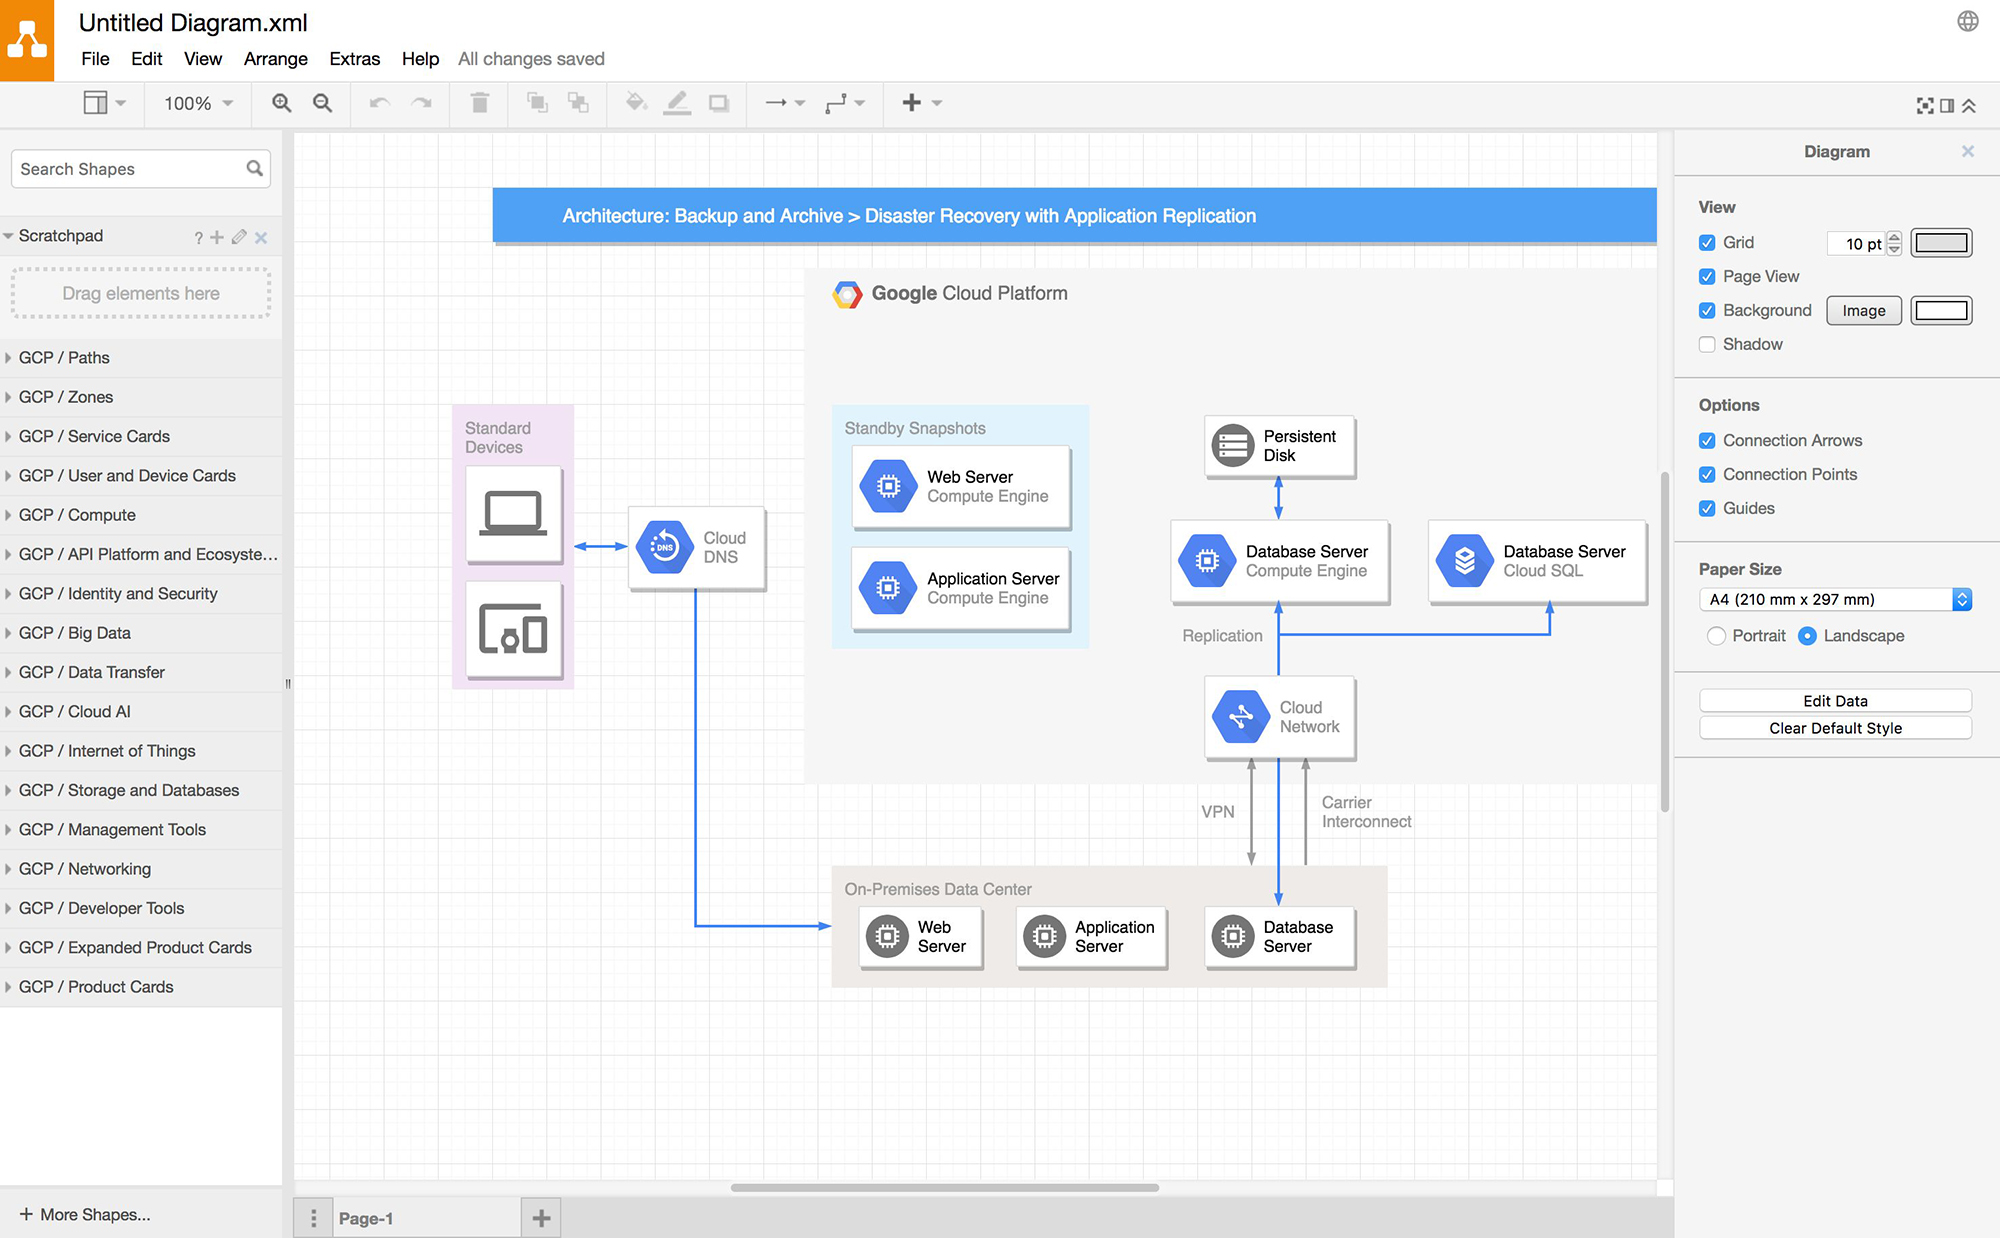 Untitled Diagram.xml
File Edit View Arrange Extras Help All changes saved
100%
Search Shapes
Scratchpad ?
Drag elements here
GCP / Paths
GCP / Zones
GCP / Service Cards
GCP / User and Device Cards
GCP / Compute
GCP / API Platform and Ecosyste...
GCP / Identity and Security
GCP / Big Data
GCP / Data Transfer
GCP / Cloud AI
GCP / Internet of Things
GCP / Storage and Databases
GCP / Management Tools
GCP / Networking
GCP / Developer Tools
GCP / Expanded Product Cards
GCP / Product Cards
+ More Shapes...
Architecture: Backup and Archive > Disaster Recovery with Application Replication
Google Cloud Platform
Standard
Devices
DNS
Cloud
DNS
Standby Snapshots
Web Server
Compute Engine
Application Server
Compute Engine
Persistent
Disk
Database Server
Compute Engine
Database Server
Cloud SQL
Replication
Cloud
Network
VPN
Carrier
Interconnect
On-Premises Data Center
Web
Server
Application
Server
Database
Server
Page-1
Diagram
View
Grid 10 pt
Page View
Background Image
Shadow
Options
Connection Arrows
Connection Points
Guides
Paper Size
A4 (210 mm x 297 mm)
Portrait Landscape
Edit Data
Clear Default Style